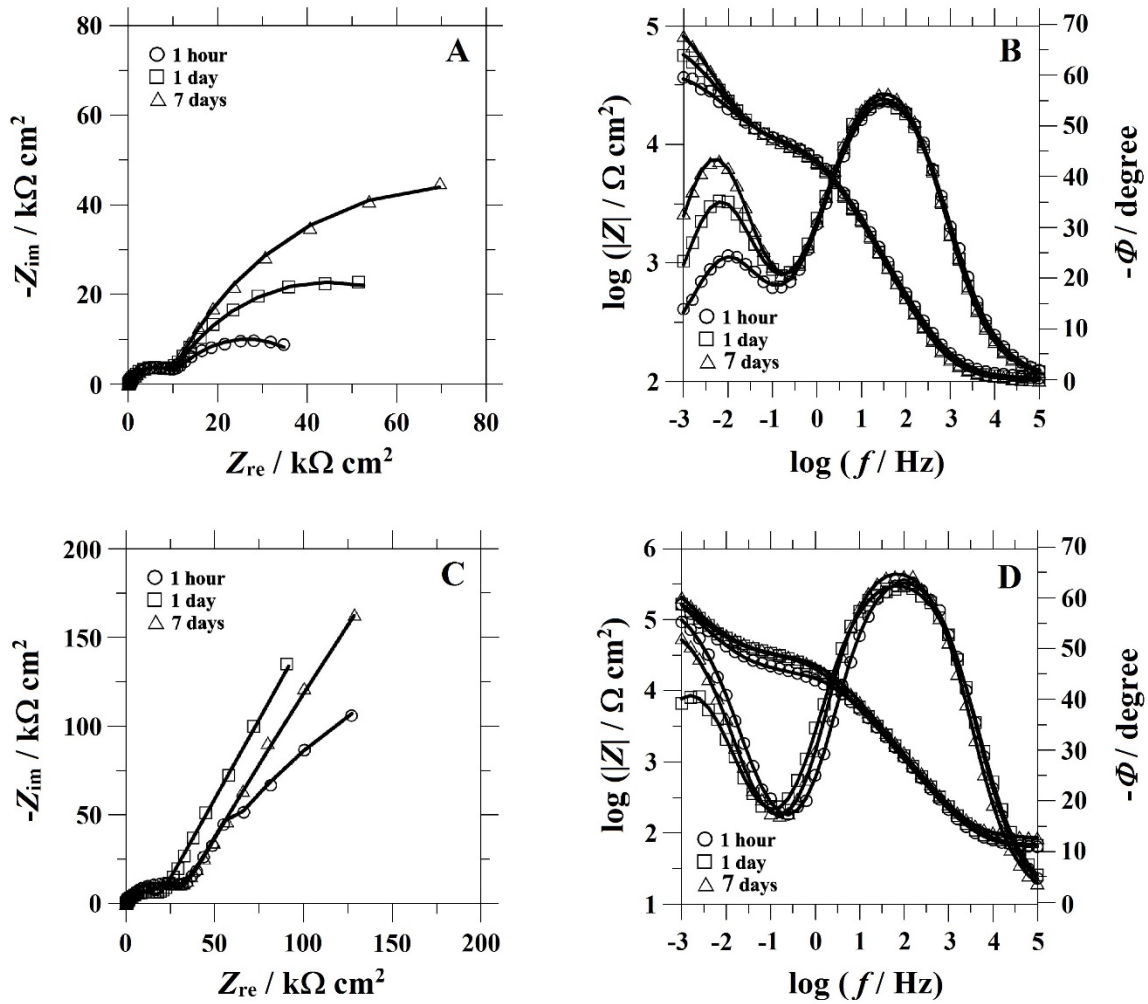 A
1 hour
1 day
7 days
80
60
40
20
0
-Zim / kΩ cm²
0 20 40 60 80
Zre / kΩ cm²
B
5
4
3
2
log (|Z| / Ω cm²)
70
60
50
40
30
20
10
0
-Φ / degree
1 hour
1 day
7 days
-3 -2 -1 0 1 2 3 4 5
log (f / Hz)
C
1 hour
1 day
7 days
200
150
100
50
0
-Zim / kΩ cm²
0 50 100 150 200
Zre / kΩ cm²
D
6
5
4
3
2
1
log (|Z| / Ω cm²)
70
60
50
40
30
20
10
0
-Φ / degree
1 hour
1 day
7 days
-3 -2 -1 0 1 2 3 4 5
log (f / Hz)